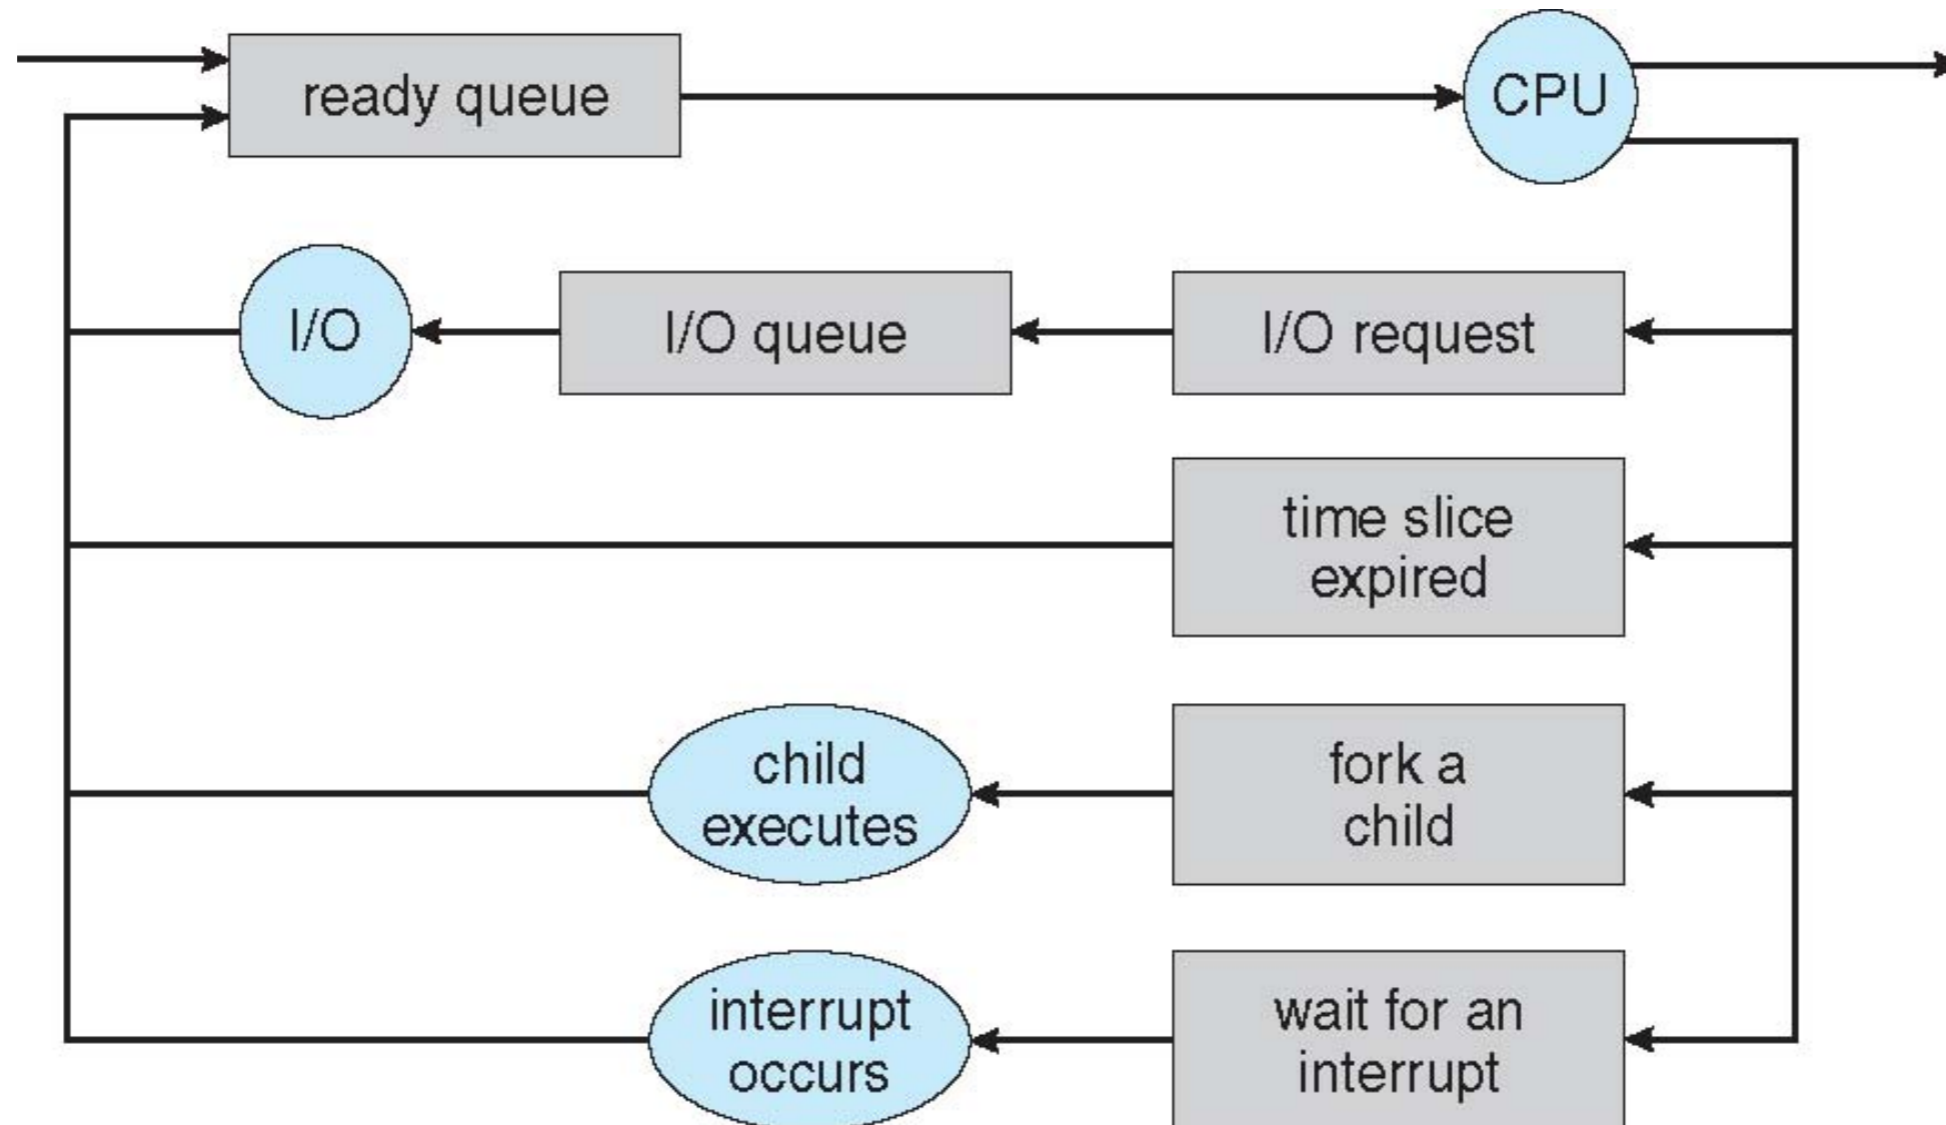 ready queue
CPU
I/O
I/O queue
I/O request
time slice
expired
child
executes
fork a
child
interrupt
occurs
wait for an
interrupt